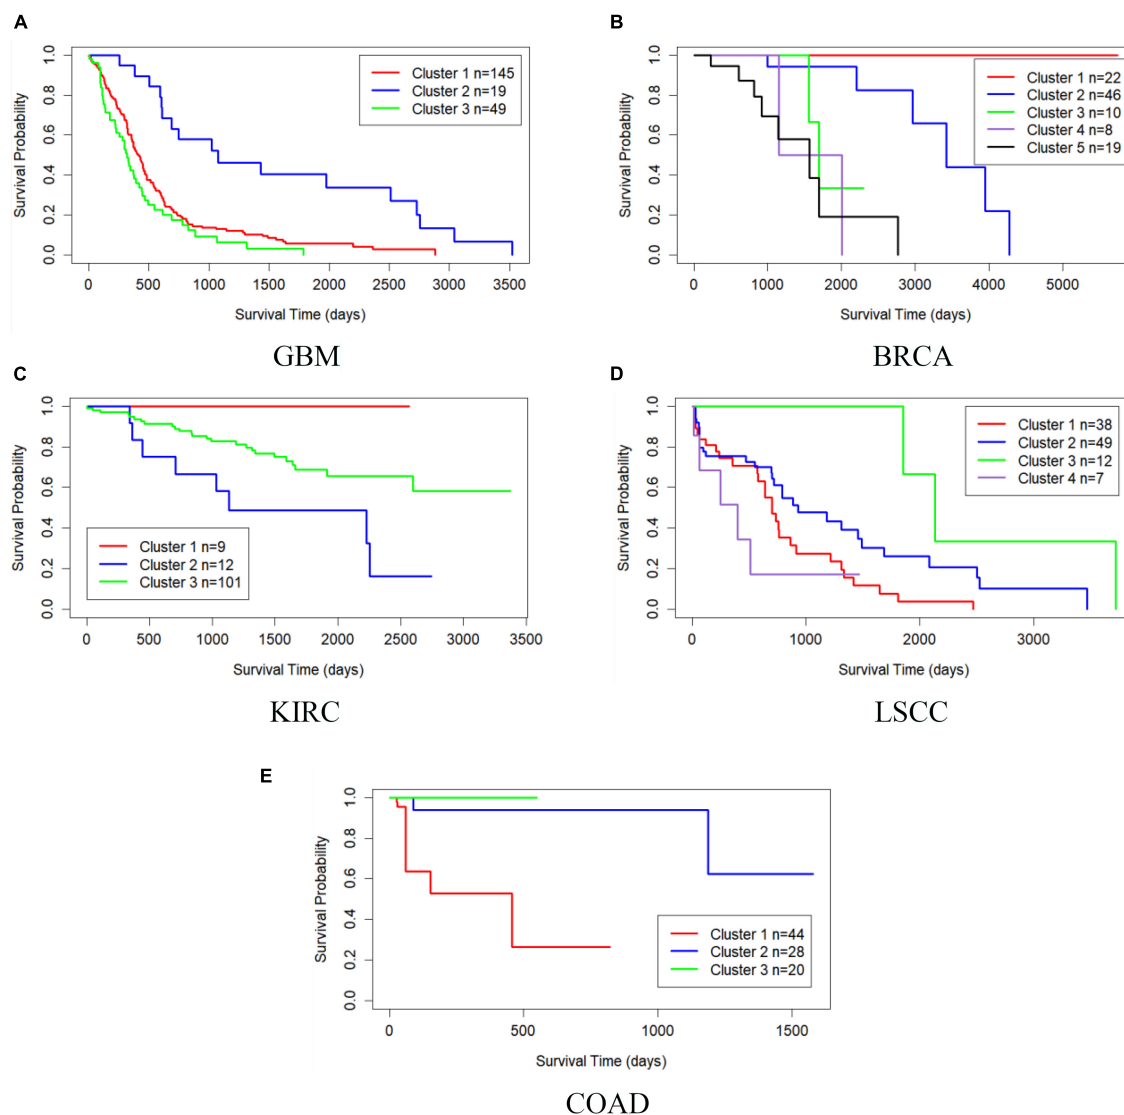 A
Survival Probability
0.0 0.2 0.4 0.6 0.8 1.0
Cluster 1 n=145
Cluster 2 n=19
Cluster 3 n=49
0 500 1000 1500 2000 2500 3000 3500
Survival Time (days)
GBM
B
Survival Probability
0.0 0.2 0.4 0.6 0.8 1.0
Cluster 1 n=22
Cluster 2 n=46
Cluster 3 n=10
Cluster 4 n=8
Cluster 5 n=19
0 1000 2000 3000 4000 5000
Survival Time (days)
BRCA
C
Survival Probability
0.0 0.2 0.4 0.6 0.8 1.0
Cluster 1 n=9
Cluster 2 n=12
Cluster 3 n=101
0 500 1000 1500 2000 2500 3000 3500
Survival Time (days)
KIRC
D
Survival Probability
0.0 0.2 0.4 0.6 0.8 1.0
Cluster 1 n=38
Cluster 2 n=49
Cluster 3 n=12
Cluster 4 n=7
0 1000 2000 3000
Survival Time (days)
LSCC
E
Survival Probability
0.0 0.2 0.4 0.6 0.8 1.0
Cluster 1 n=44
Cluster 2 n=28
Cluster 3 n=20
0 500 1000 1500
Survival Time (days)
COAD